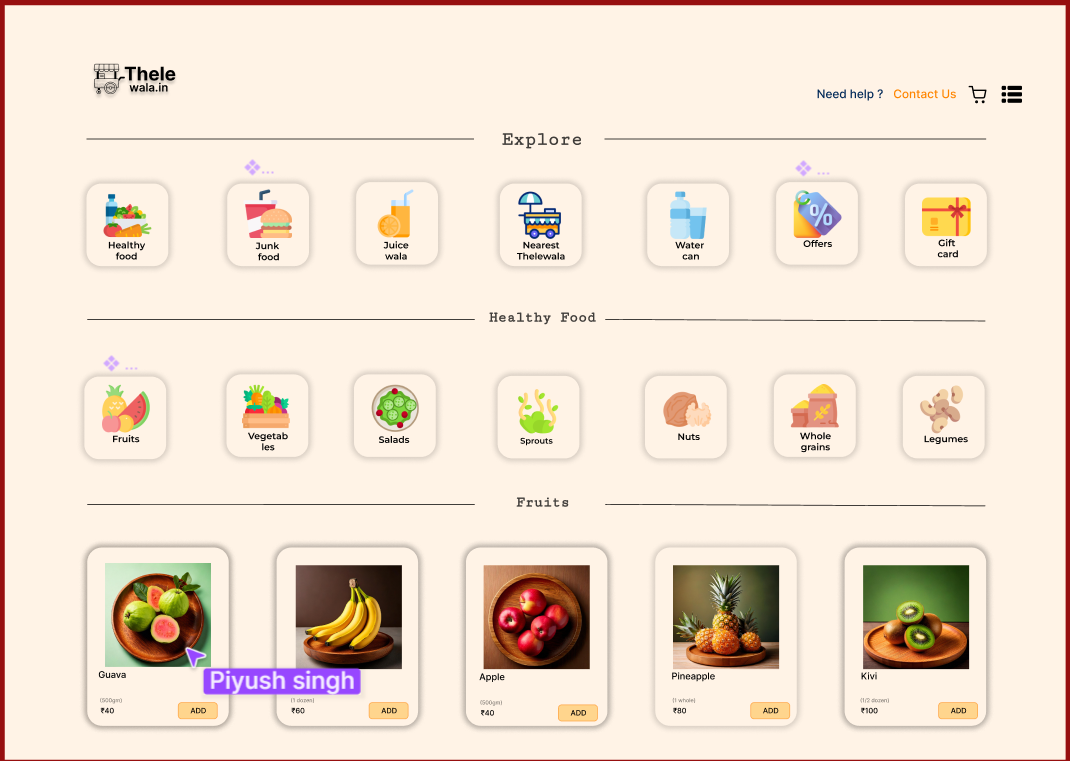 Thele
wala.in
Need help ? Contact Us
Explore
...
...
Healthy
food
Junk
food
Juice
wala
Nearest
Thelewala
Water
can
%
Offers
Gift
card
Healthy Food
...
Fruits
Vegetab
les
Salads
Sprouts
Nuts
Whole
grains
Legumes
Fruits
Guava
(500gm)
₹40
ADD
Piyush singh
(1 dozen)
₹60
ADD
Apple
(500gm)
₹40
ADD
Pineapple
(1 whole)
₹80
ADD
Kivi
(1/2 dozen)
₹100
ADD